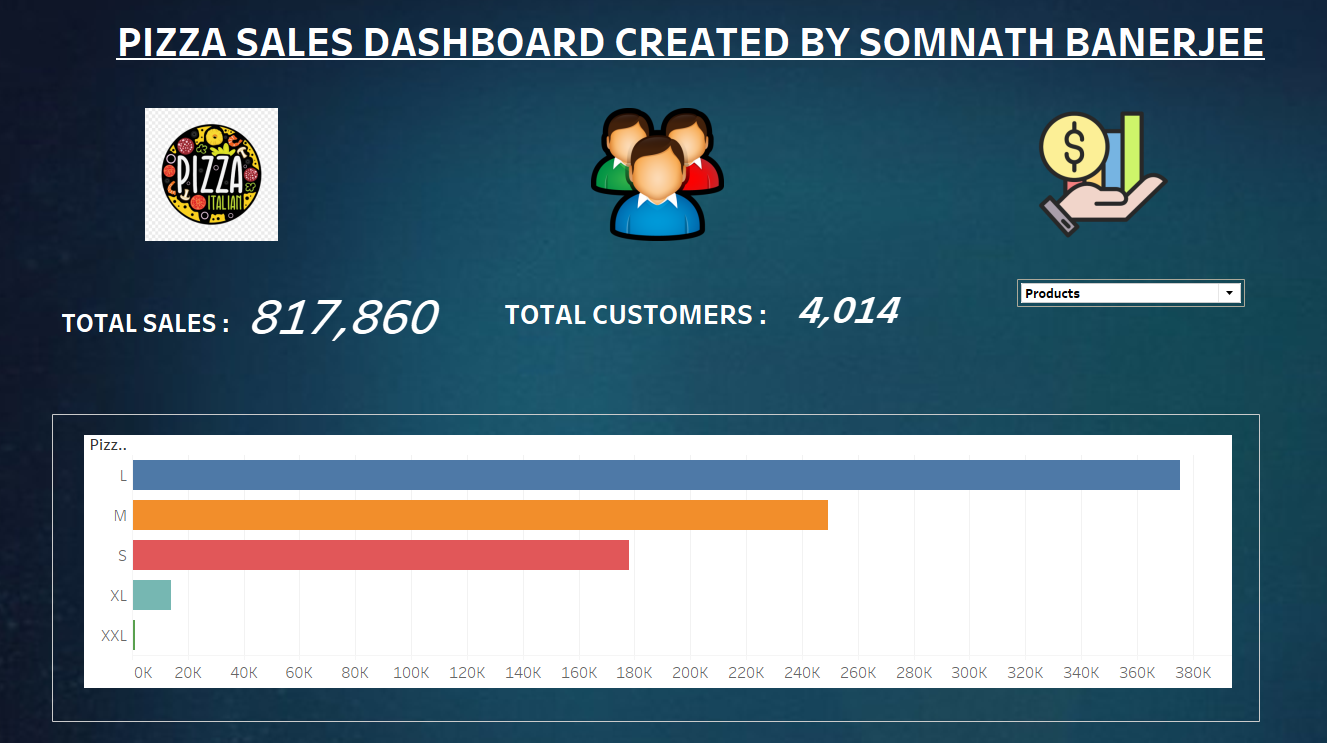 PIZZA SALES DASHBOARD CREATED BY SOMNATH BANERJEE
PIZZA
ITALIAN
$
TOTAL SALES : 817,860
TOTAL CUSTOMERS : 4,014
Products
Pizz..
L
M
S
XL
XXL
0K 20K 40K 60K 80K 100K 120K 140K 160K 180K 200K 220K 240K 260K 280K 300K 320K 340K 360K 380K